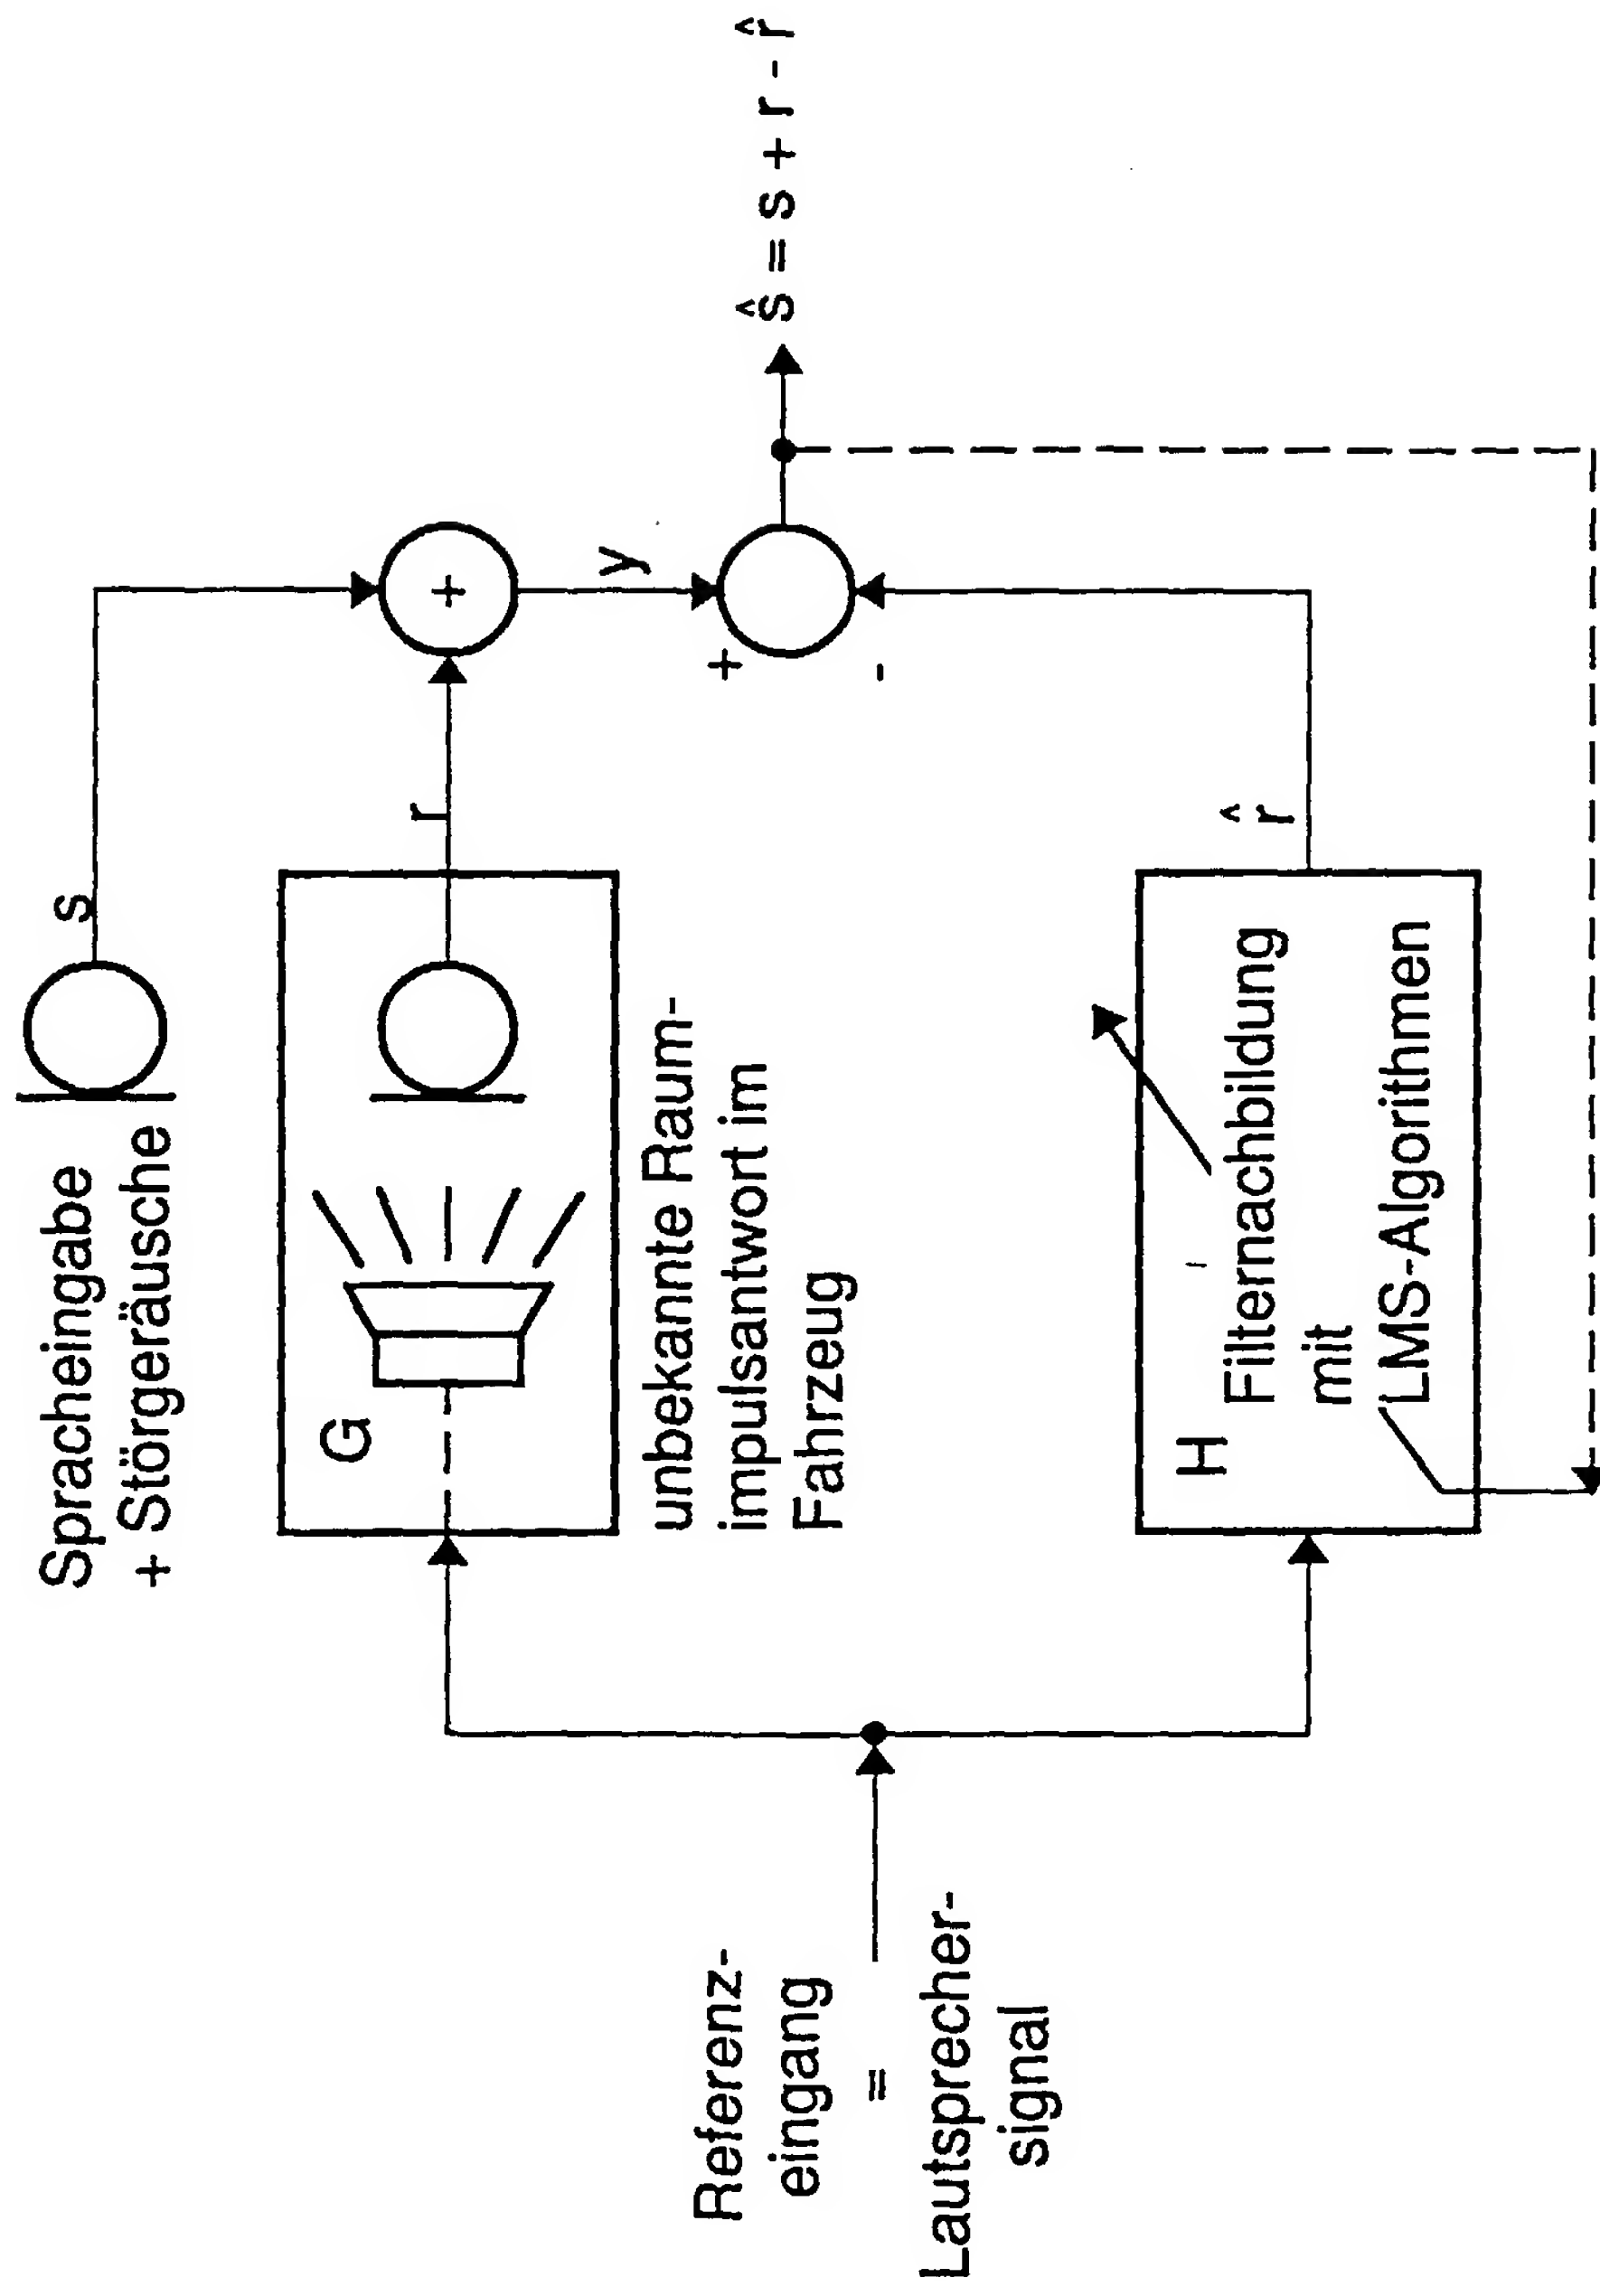 Spracheingabe
+ Störgeräusche
s
G
r
+
unbekannte Raum-
impulsantwort im
Fahrzeug
y
+
-
ŝ = s + r - r̂
Referenz-
eingang
=
Lautsprecher-
signal
H
r̂
Filternachbildung
mit
LMS-Algorithmen